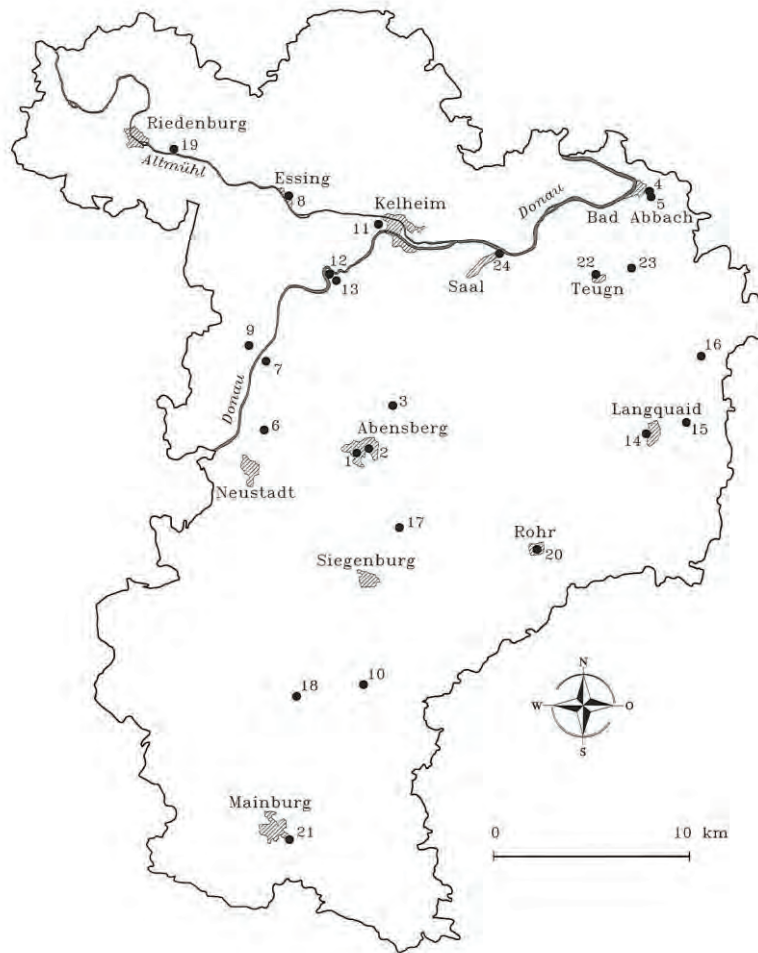 Riedenburg
19
Altmühl
Essing
8
Kelheim
11
Donau
4
5
Bad Abbach
12
13
24
Saal
22
Teugn
23
9
7
Donau
16
3
Langquaid
14
15
6
Abensberg
1
2
Neustadt
17
Rohr
20
Siegenburg
18
10
N
W
O
S
Mainburg
21
0
10 km